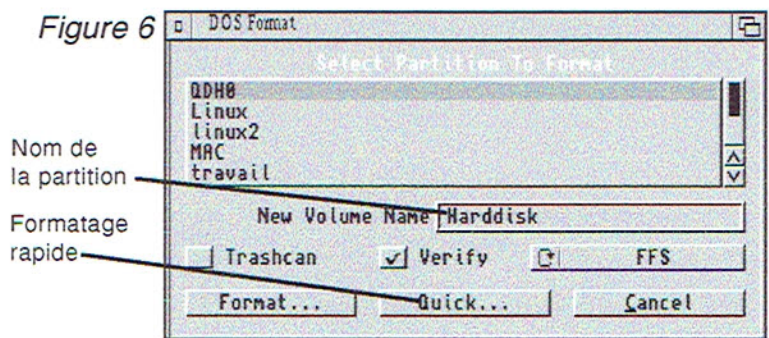 Figure 6
DOS Format
Select Partition To Format
QDH0
Linux
linux2
MAC
travail
Nom de
la partition
New Volume Name Harddisk
Formatage
rapide
Trashcan Verify FFS
Format... Quick... Cancel